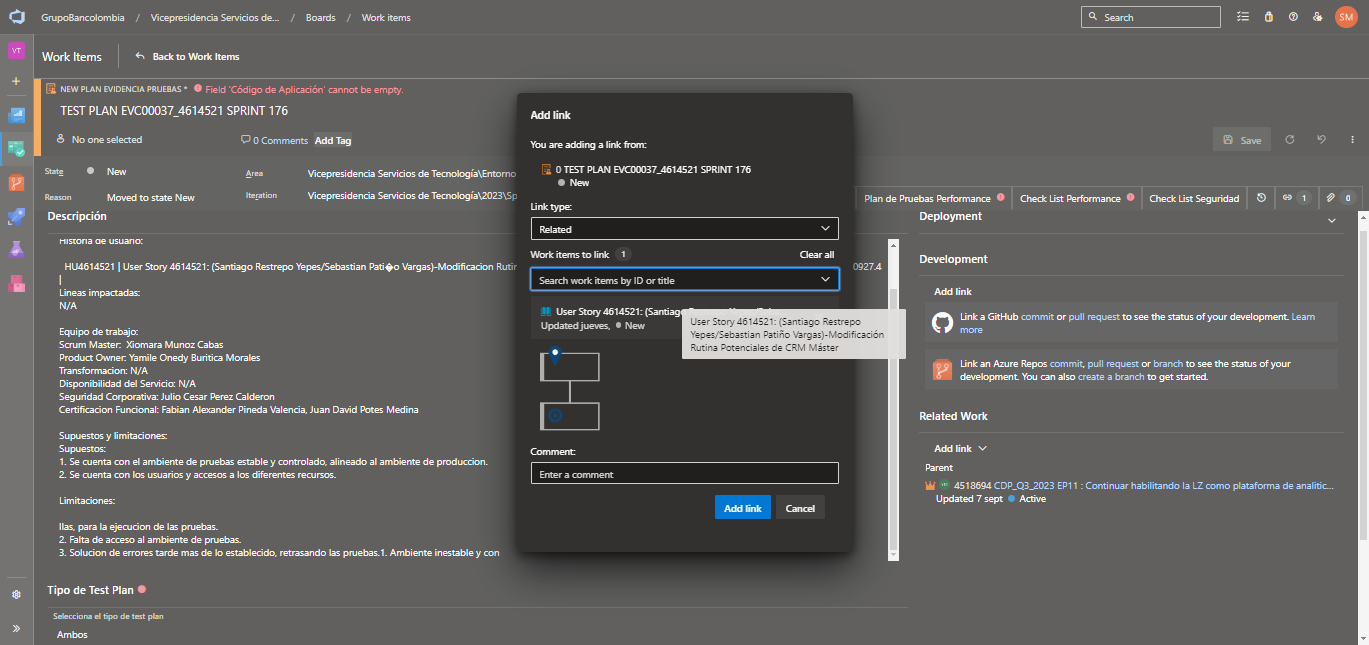 GrupoBancolombia / Vicepresidencia Servicios de... / Boards / Work items
Search
SM
VT
Work Items
Back to Work Items
NEW PLAN EVIDENCIA PRUEBAS * Field 'Código de Aplicación' cannot be empty.
TEST PLAN EVC00037_4614521 SPRINT 176
No one selected
0 Comments
Add Tag
Save
State
New
Area
Vicepresidencia Servicios de Tecnología\Entorno
Reason
Moved to state New
Iteration
Vicepresidencia Servicios de Tecnología\2023\Sp
Plan de Pruebas Performance
Check List Performance
Check List Seguridad
1
0
Descripción
Historia de usuario:
HU4614521 | User Story 4614521: (Santiago Restrepo Yepes/Sebastian Pati�o Vargas)-Modificacion Rutir
0927.4
|
Lineas impactadas:
N/A
Equipo de trabajo:
Scrum Master: Xiomara Munoz Cabas
Product Owner: Yamile Onedy Buritica Morales
Transformacion: N/A
Disponibilidad del Servicio: N/A
Seguridad Corporativa: Julio Cesar Perez Calderon
Certificacion Funcional: Fabian Alexander Pineda Valencia, Juan David Potes Medina
Supuestos y limitaciones:
Supuestos:
1. Se cuenta con el ambiente de pruebas estable y controlado, alineado al ambiente de produccion.
2. Se cuenta con los usuarios y accesos a los diferentes recursos.
Limitaciones:
llas, para la ejecucion de las pruebas.
2. Falta de acceso al ambiente de pruebas.
3. Solucion de errores tarde mas de lo establecido, retrasando las pruebas.1. Ambiente inestable y con
Tipo de Test Plan
Selecciona el tipo de test plan
Ambos
Add link
You are adding a link from:
0 TEST PLAN EVC00037_4614521 SPRINT 176
New
Link type:
Related
Work items to link 1
Clear all
Search work items by ID or title
User Story 4614521: (Santiago
Updated jueves, New
User Story 4614521: (Santiago Restrepo
Yepes/Sebastian Patiño Vargas)-Modificación
Rutina Potenciales de CRM Máster
Comment:
Enter a comment
Add link
Cancel
Deployment
Development
Add link
Link a GitHub commit or pull request to see the status of your development. Learn
more
Link an Azure Repos commit, pull request or branch to see the status of your
development. You can also create a branch to get started.
Related Work
Add link
Parent
4518694 CDP_Q3_2023 EP11 : Continuar habilitando la LZ como plataforma de analitic...
Updated 7 sept Active